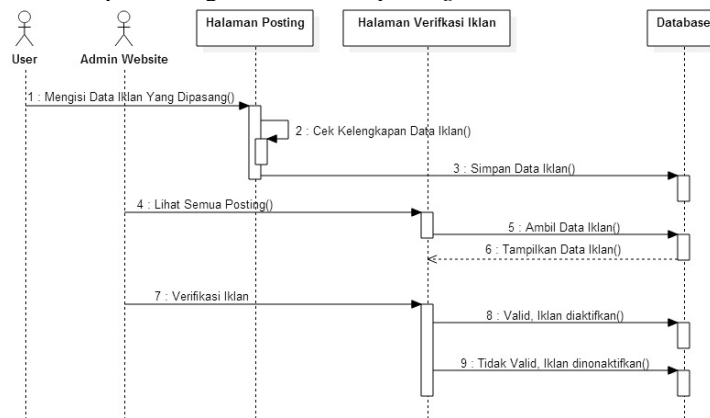 Halaman Posting
Halaman Verifkasi Iklan
Database
User
Admin Website
1 : Mengisi Data Iklan Yang Dipasang()
2 : Cek Kelengkapan Data Iklan()
3 : Simpan Data Iklan()
4 : Lihat Semua Posting()
5 : Ambil Data Iklan()
6 : Tampilkan Data Iklan()
7 : Verifikasi Iklan
8 : Valid, Iklan diaktifkan()
9 : Tidak Valid, Iklan dinonaktifkan()